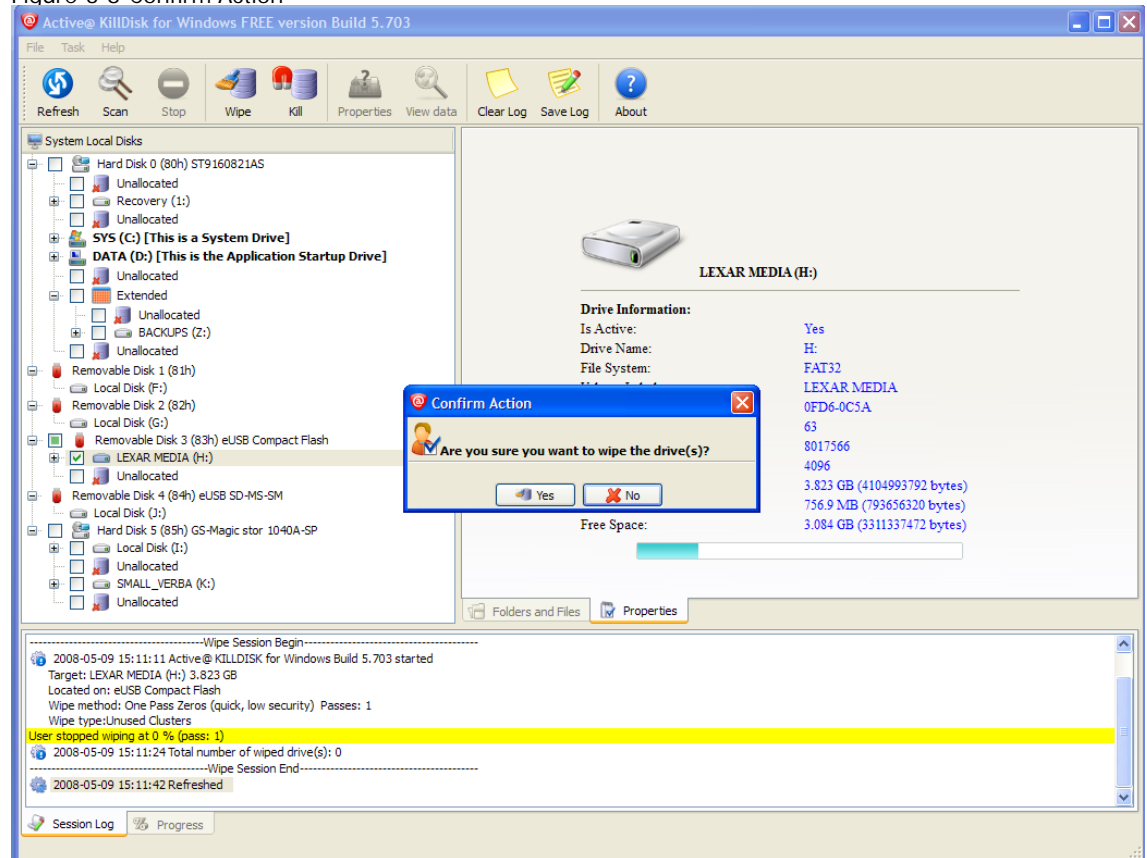 Figure 3-3 Confirm Action
Active@ KillDisk for Windows FREE version Build 5.703
File Task Help
Refresh Scan Stop Wipe Kill Properties View data Clear Log Save Log About
System Local Disks
Hard Disk 0 (80h) ST9160821AS
Unallocated
Recovery (1:)
Unallocated
SYS (C:) [This is a System Drive]
DATA (D:) [This is the Application Startup Drive]
Unallocated
Extended
Unallocated
BACKUPS (Z:)
Unallocated
Removable Disk 1 (81h)
Local Disk (F:)
Removable Disk 2 (82h)
Local Disk (G:)
Removable Disk 3 (83h) eUSB Compact Flash
LEXAR MEDIA (H:)
Unallocated
Removable Disk 4 (84h) eUSB SD-MS-SM
Local Disk (J:)
Hard Disk 5 (85h) GS-Magic stor 1040A-SP
Local Disk (I:)
Unallocated
SMALL_VERBA (K:)
Unallocated
LEXAR MEDIA (H:)
Drive Information:
Is Active: Yes
Drive Name: H:
File System: FAT32
LEXAR MEDIA
0FD6-0C5A
63
8017566
4096
3.823 GB (4104993792 bytes)
756.9 MB (793656320 bytes)
Free Space: 3.084 GB (3311337472 bytes)
Confirm Action
Are you sure you want to wipe the drive(s)?
Yes No
Folders and Files Properties
----------------------------------------Wipe Session Begin----------------------------------------
2008-05-09 15:11:11 Active@ KILLDISK for Windows Build 5.703 started
Target: LEXAR MEDIA (H:) 3.823 GB
Located on: eUSB Compact Flash
Wipe method: One Pass Zeros (quick, low security) Passes: 1
Wipe type:Unused Clusters
User stopped wiping at 0 % (pass: 1)
2008-05-09 15:11:24 Total number of wiped drive(s): 0
----------------------------------------Wipe Session End----------------------------------------
2008-05-09 15:11:42 Refreshed
Session Log Progress